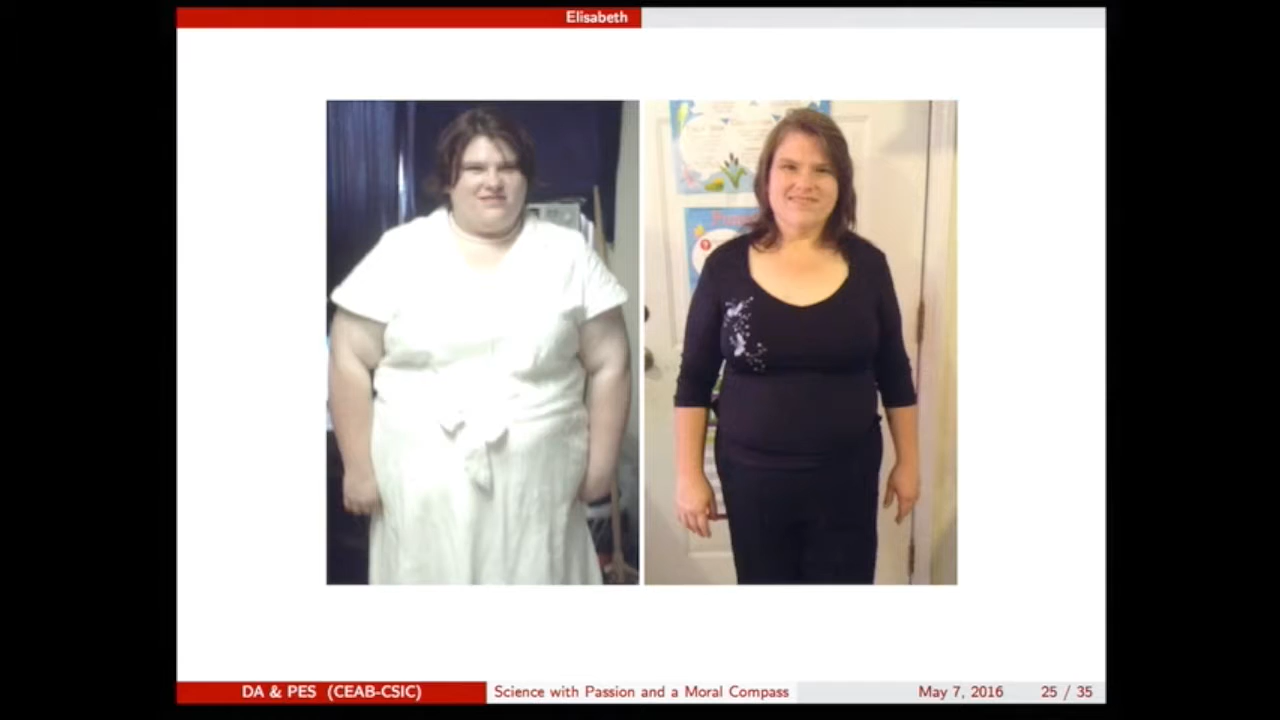 Elisabeth
DA & PES (CEAB-CSIC) Science with Passion and a Moral Compass May 7, 2016 25 / 35